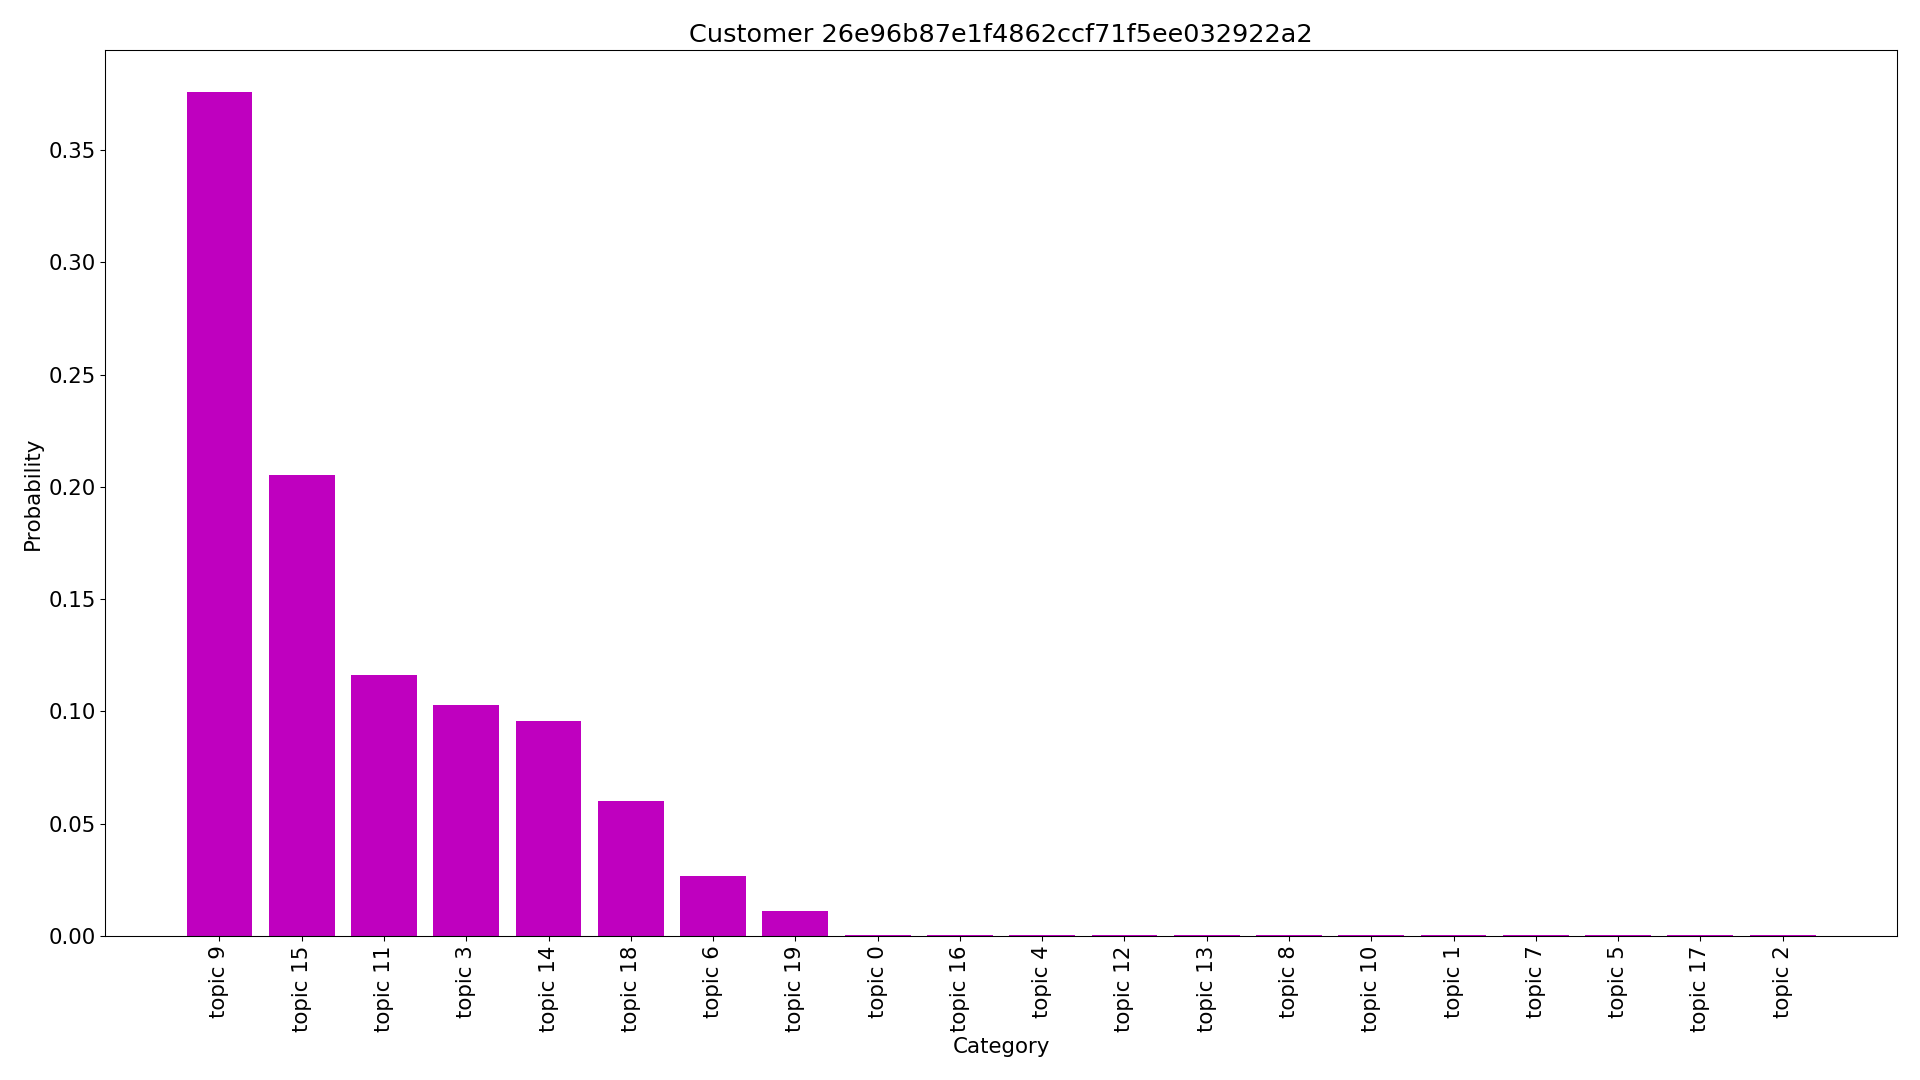 Customer 26e96b87e1f4862ccf71f5ee032922a2
Probability
0.35
0.30
0.25
0.20
0.15
0.10
0.05
0.00
topic 9
topic 15
topic 11
topic 3
topic 14
topic 18
topic 6
topic 19
topic 0
topic 16
topic 4
topic 12
topic 13
topic 8
topic 10
topic 1
topic 7
topic 5
topic 17
topic 2
Category